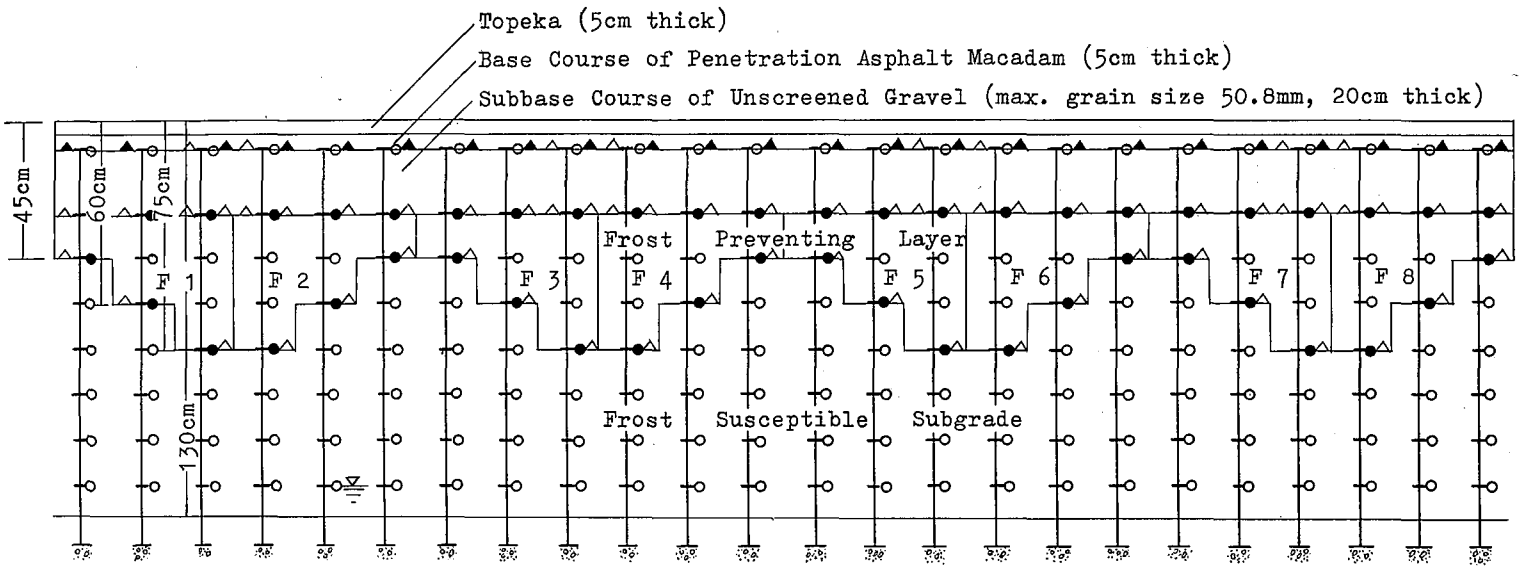 Topeka (5cm thick)
Base Course of Penetration Asphalt Macadam (5cm thick)
Subbase Course of Unscreened Gravel (max. grain size 50.8mm, 20cm thick)
45cm
60cm
75cm
130cm
Frost Preventing Layer
F 1 F 2 F 3 F 4 F 5 F 6 F 7 F 8
Frost Susceptible Subgrade